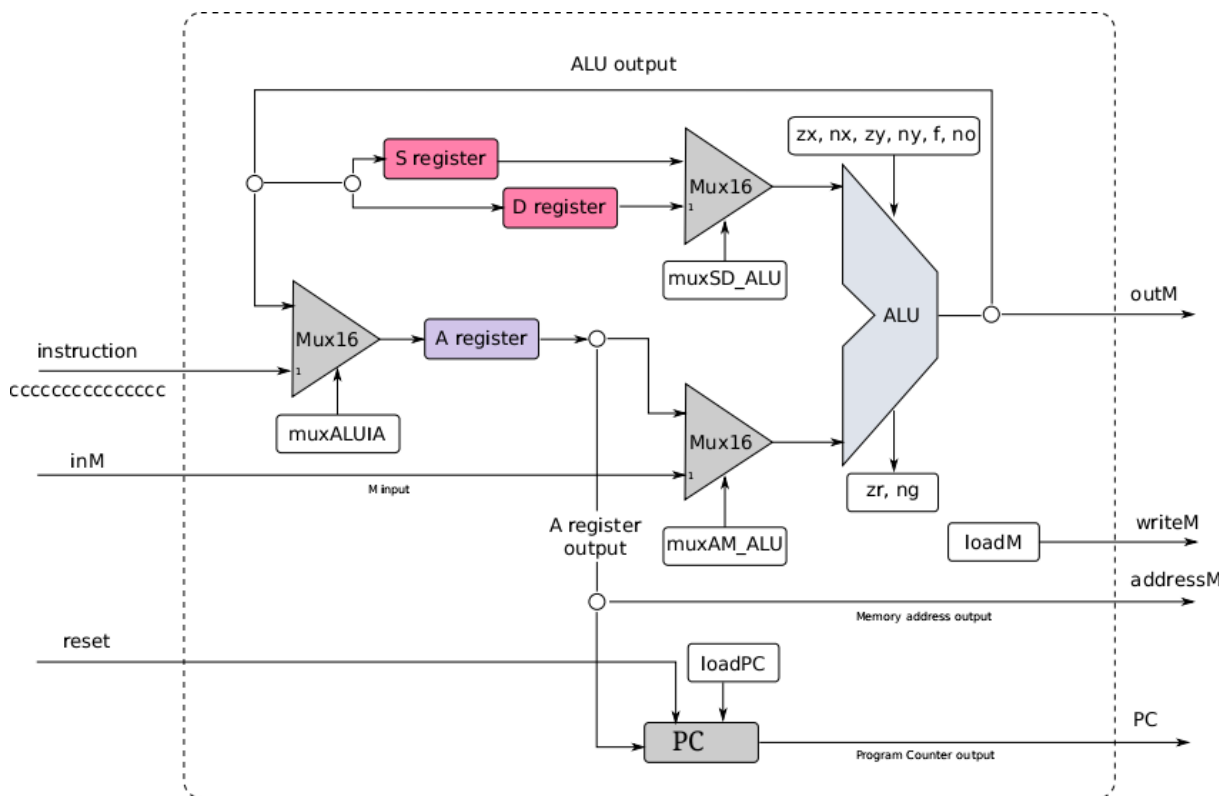 ALU output
zx, nx, zy, ny, f, no
S register
Mux16
D register
1
muxSD_ALU
outM
Mux16
A register
ALU
instruction
1
cccccccccccccccc
muxALUIA
Mux16
inM
1
M input
zr, ng
A register
output
muxAM_ALU
loadM
writeM
addressM
Memory address output
reset
loadPC
PC
PC
Program Counter output